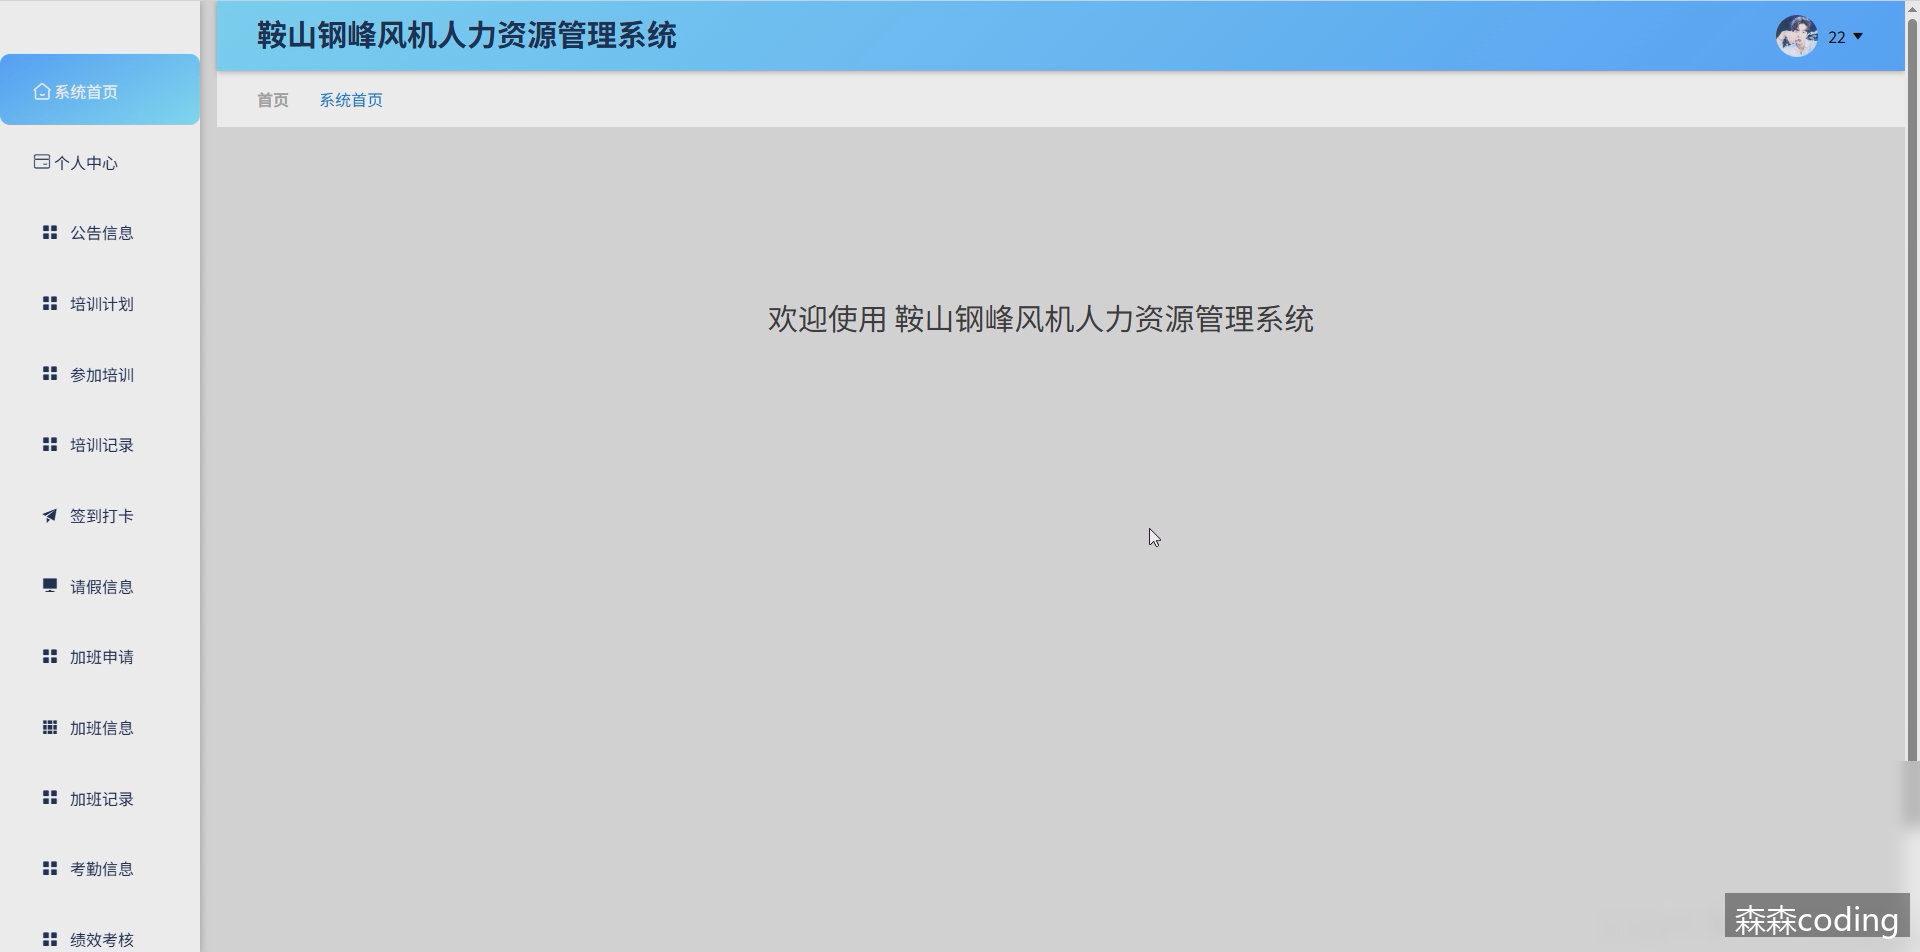 鞍山钢峰风机人力资源管理系统
22
首页 系统首页
系统首页
个人中心
公告信息
培训计划
参加培训
培训记录
签到打卡
请假信息
加班申请
加班信息
加班记录
考勤信息
绩效考核
欢迎使用 鞍山钢峰风机人力资源管理系统
森森coding